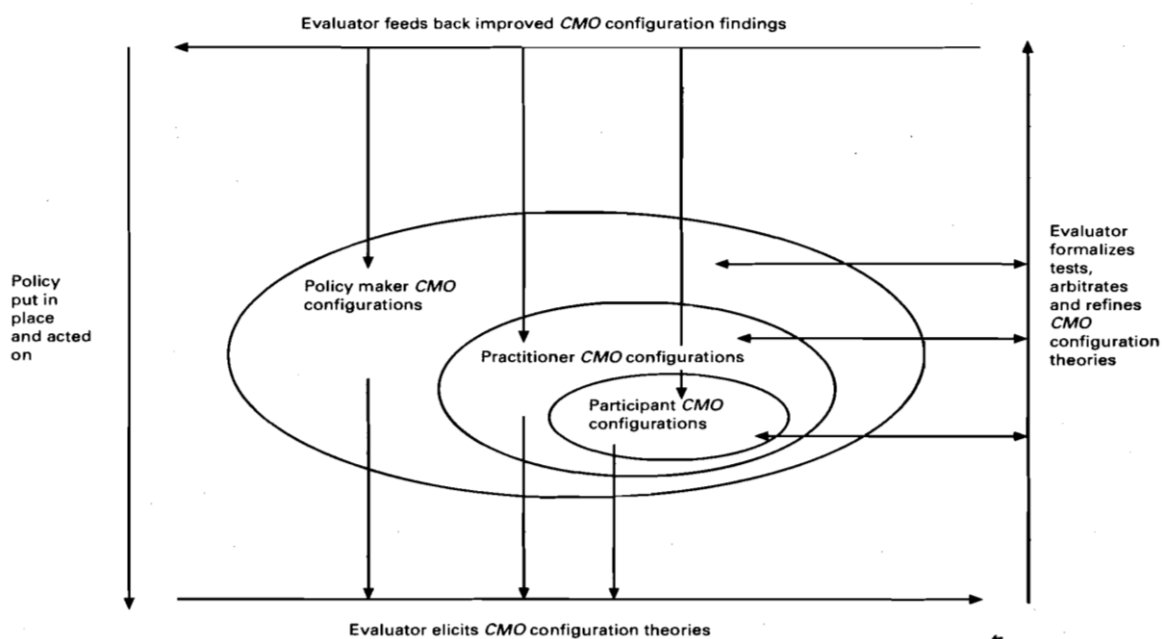 Evaluator feeds back improved CMO configuration findings
Policy maker CMO
configurations
Practitioner CMO configurations
Participant CMO
configurations
Policy
put in
place
and acted
on
Evaluator
formalizes
tests,
arbitrates
and refines
CMO
configuration
theories
Evaluator elicits CMO configuration theories